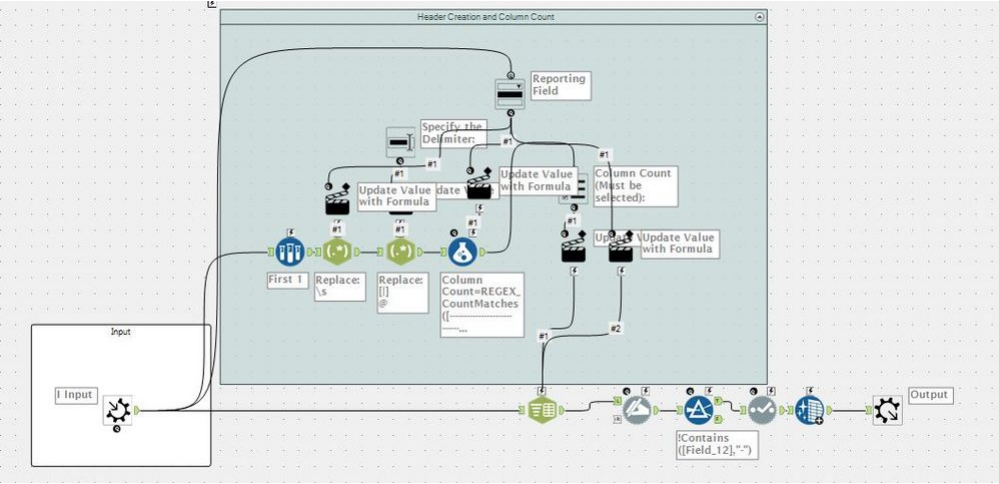 Header Creation and Column Count
Reporting
Field
Specify the
Delimiter:
#1
#1
#1
#1
Update Value
with Formula
Update Value
with Formula
Column Count
(Must be
selected):
#1
#1
#1
#1
Update Value
with Formula
First 1
Replace:
\s
Replace:
[|]
@
Column
Count=REGEX_
CountMatches
Input
#1
#2
I Input
Output
!Contains
([Field_12],"-")